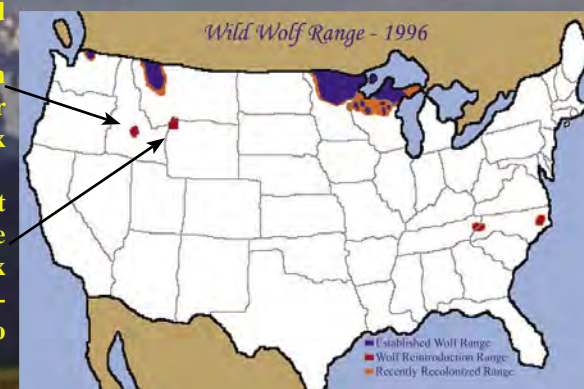 Wild Wolf Range - 1996
Established Wolf Range
Wolf Reintroduction Range
Recently Recolonized Range